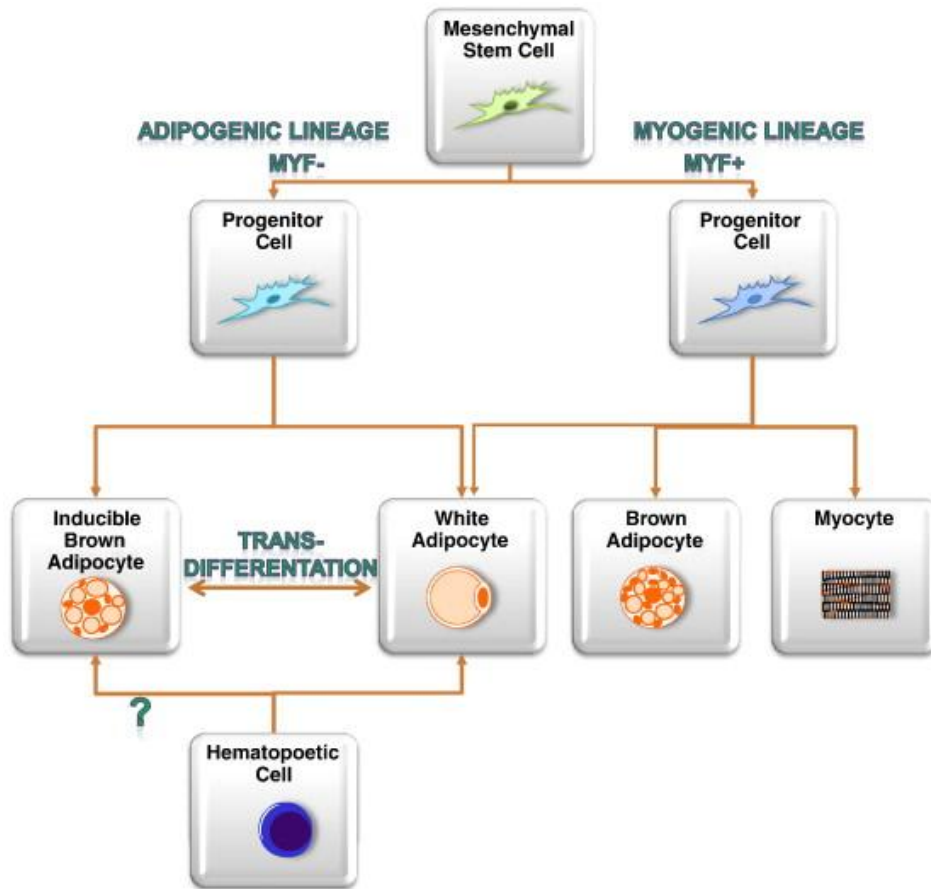 Mesenchymal
Stem Cell
ADIPOGENIC LINEAGE
MYF-
MYOGENIC LINEAGE
MYF+
Progenitor
Cell
Progenitor
Cell
Inducible
Brown
Adipocyte
TRANS-
DIFFERENTATION
White
Adipocyte
Brown
Adipocyte
Myocyte
?
Hematopoetic
Cell